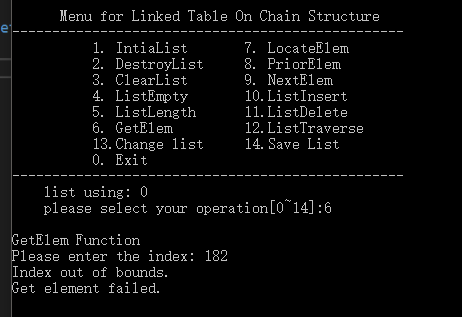 Menu for Linked Table On Chain Structure
-------------------------------------------------
1. IntiaList 7. LocateElem
2. DestroyList 8. PriorElem
3. ClearList 9. NextElem
4. ListEmpty 10.ListInsert
5. ListLength 11.ListDelete
6. GetElem 12.ListTraverse
13.Change list 14.Save List
0. Exit
-------------------------------------------------
list using: 0
please select your operation[0~14]:6
GetElem Function
Please enter the index: 182
Index out of bounds.
Get element failed.